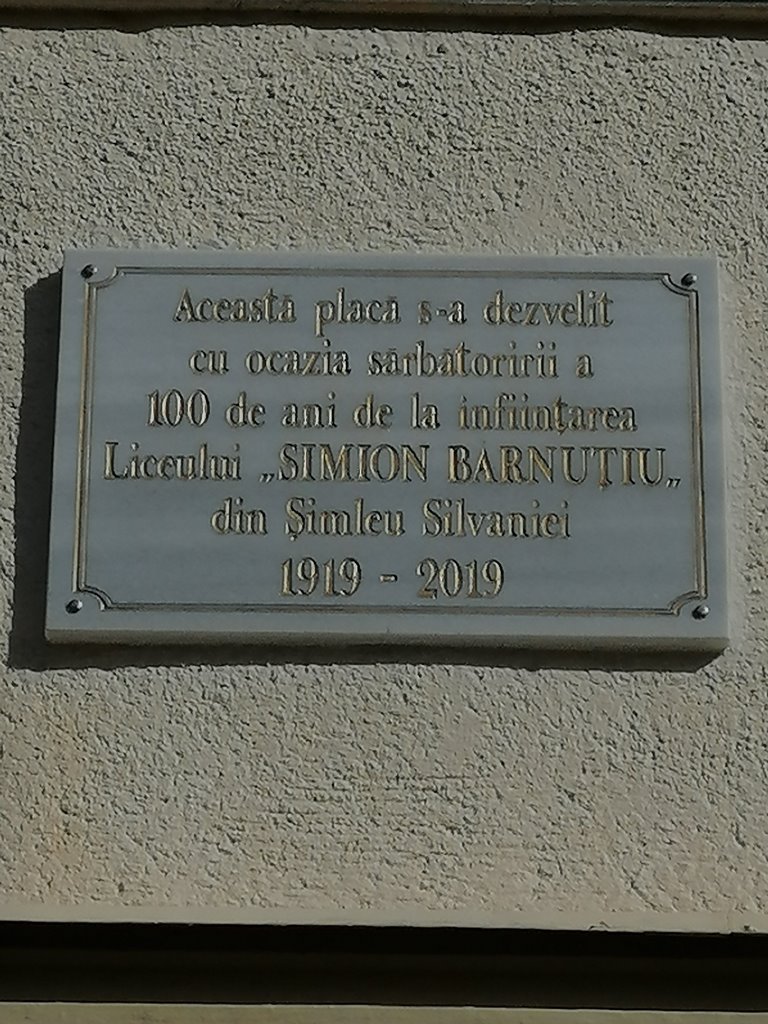 Această placă s-a dezvelit
cu ocazia sărbătoririi a
100 de ani de la înființarea
Liceului „SIMION BĂRNUȚIU„
din Șimleu Silvaniei
1919 - 2019